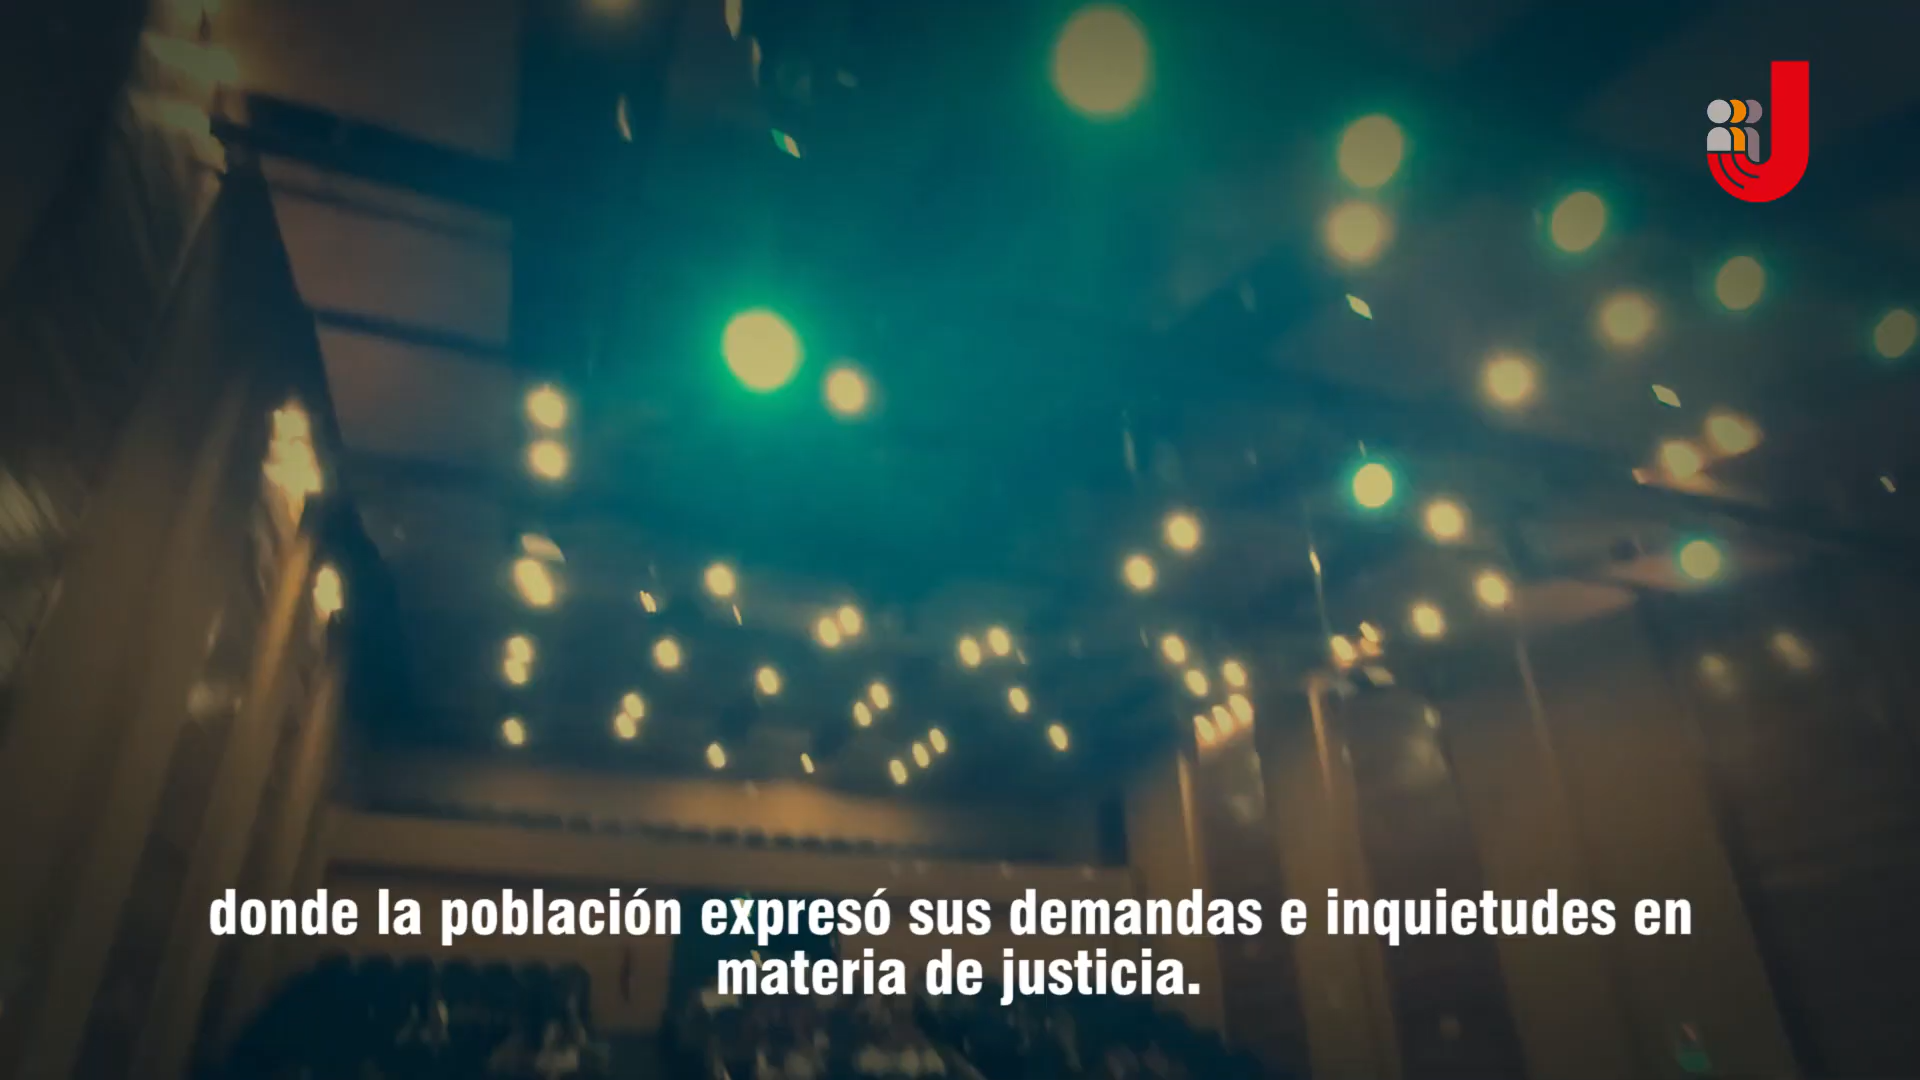 donde la población expresó sus demandas e inquietudes en
materia de justicia.